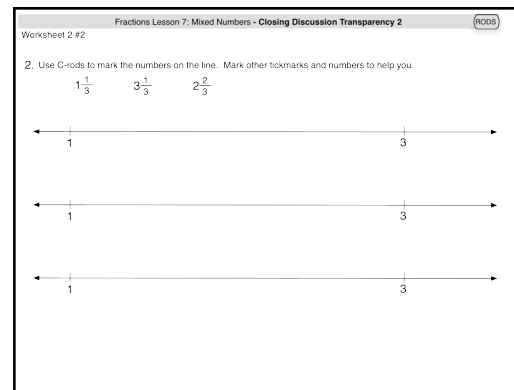 Fractions Lesson 7: Mixed Numbers - Closing Discussion Transparency 2
RODS
Worksheet 2 #2
2. Use C-rods to mark the numbers on the line. Mark other tickmarks and numbers to help you.
1 1/3 3 1/3 2 2/3
1 3
1 3
1 3